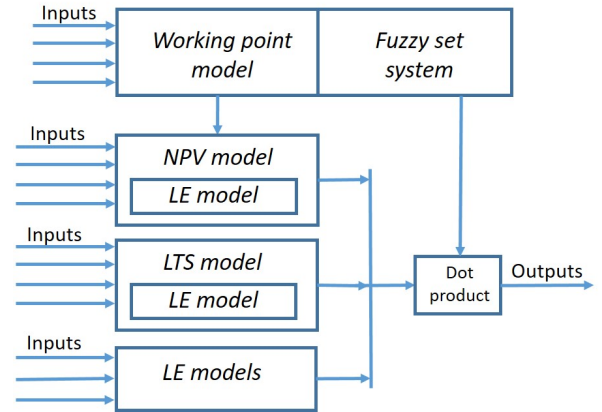 Inputs
Working point
model
Fuzzy set
system
Inputs
NPV model
LE model
Inputs
LTS model
LE model
Dot
product
Outputs
Inputs
LE models